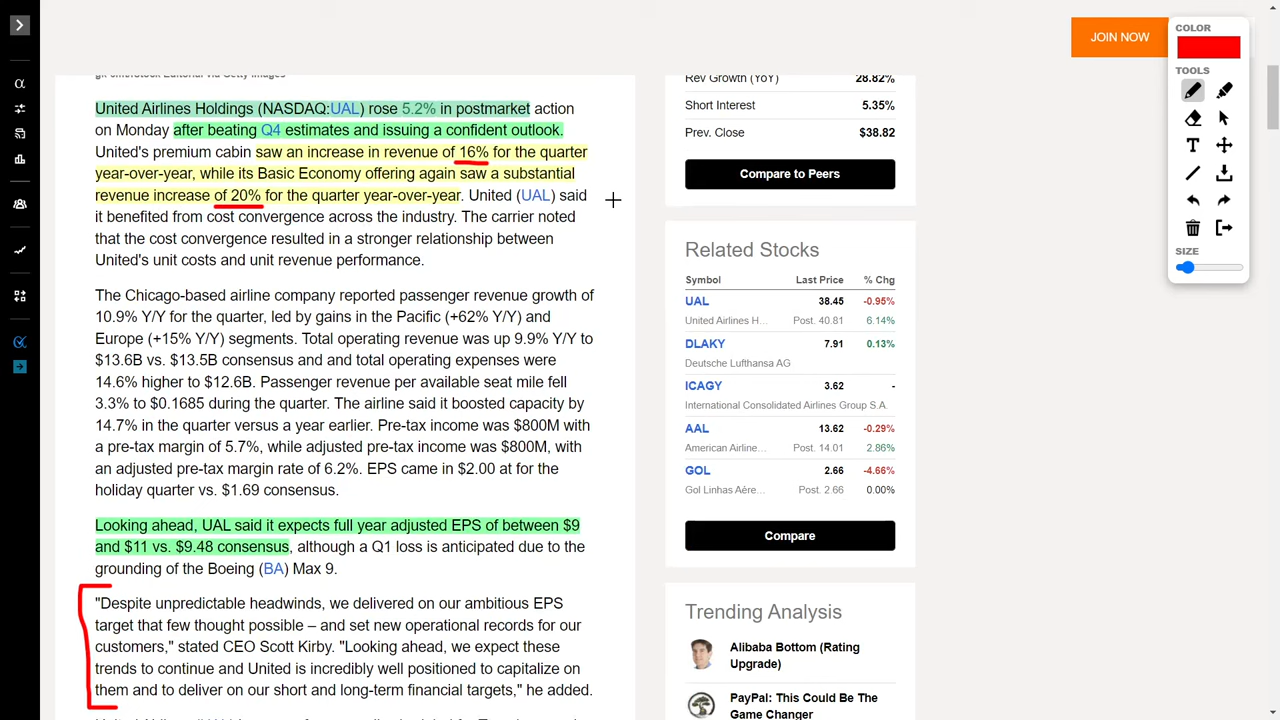 United Airlines Holdings (NASDAQ:UAL) rose 5.2% in postmarket action
on Monday after beating Q4 estimates and issuing a confident outlook.
United's premium cabin saw an increase in revenue of 16% for the quarter
year-over-year, while its Basic Economy offering again saw a substantial
revenue increase of 20% for the quarter year-over-year. United (UAL) said
it benefited from cost convergence across the industry. The carrier noted
that the cost convergence resulted in a stronger relationship between
United's unit costs and unit revenue performance.
The Chicago-based airline company reported passenger revenue growth of
10.9% Y/Y for the quarter, led by gains in the Pacific (+62% Y/Y) and
Europe (+15% Y/Y) segments. Total operating revenue was up 9.9% Y/Y to
$13.6B vs. $13.5B consensus and and total operating expenses were
14.6% higher to $12.6B. Passenger revenue per available seat mile fell
3.3% to $0.1685 during the quarter. The airline said it boosted capacity by
14.7% in the quarter versus a year earlier. Pre-tax income was $800M with
a pre-tax margin of 5.7%, while adjusted pre-tax income was $800M, with
an adjusted pre-tax margin rate of 6.2%. EPS came in $2.00 at for the
holiday quarter vs. $1.69 consensus.
Looking ahead, UAL said it expects full year adjusted EPS of between $9
and $11 vs. $9.48 consensus, although a Q1 loss is anticipated due to the
grounding of the Boeing (BA) Max 9.
"Despite unpredictable headwinds, we delivered on our ambitious EPS
target that few thought possible – and set new operational records for our
customers," stated CEO Scott Kirby. "Looking ahead, we expect these
trends to continue and United is incredibly well positioned to capitalize on
them and to deliver on our short and long-term financial targets," he added.
Rev Growth (YoY) 28.82%
Short Interest 5.35%
Prev. Close $38.82
Compare to Peers
Related Stocks
Symbol Last Price % Chg
UAL 38.45 -0.95%
United Airlines H... Post. 40.81 6.14%
DLAKY 7.91 0.13%
Deutsche Lufthansa AG
ICAGY 3.62 -
International Consolidated Airlines Group S.A.
AAL 13.62 -0.29%
American Airline... Post. 14.01 2.86%
GOL 2.66 -4.66%
Gol Linhas Aére... Post. 2.66 0.00%
Compare
Trending Analysis
Alibaba Bottom (Rating
Upgrade)
PayPal: This Could Be The
Game Changer
JOIN NOW
COLOR
TOOLS
T
SIZE